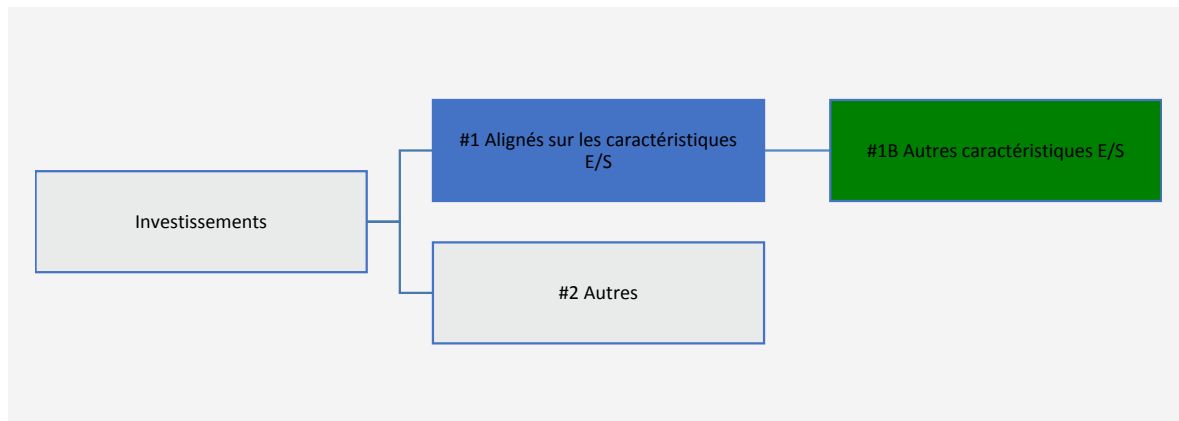 #1 Alignés sur les caractéristiques
E/S
#1B Autres caractéristiques E/S
Investissements
#2 Autres